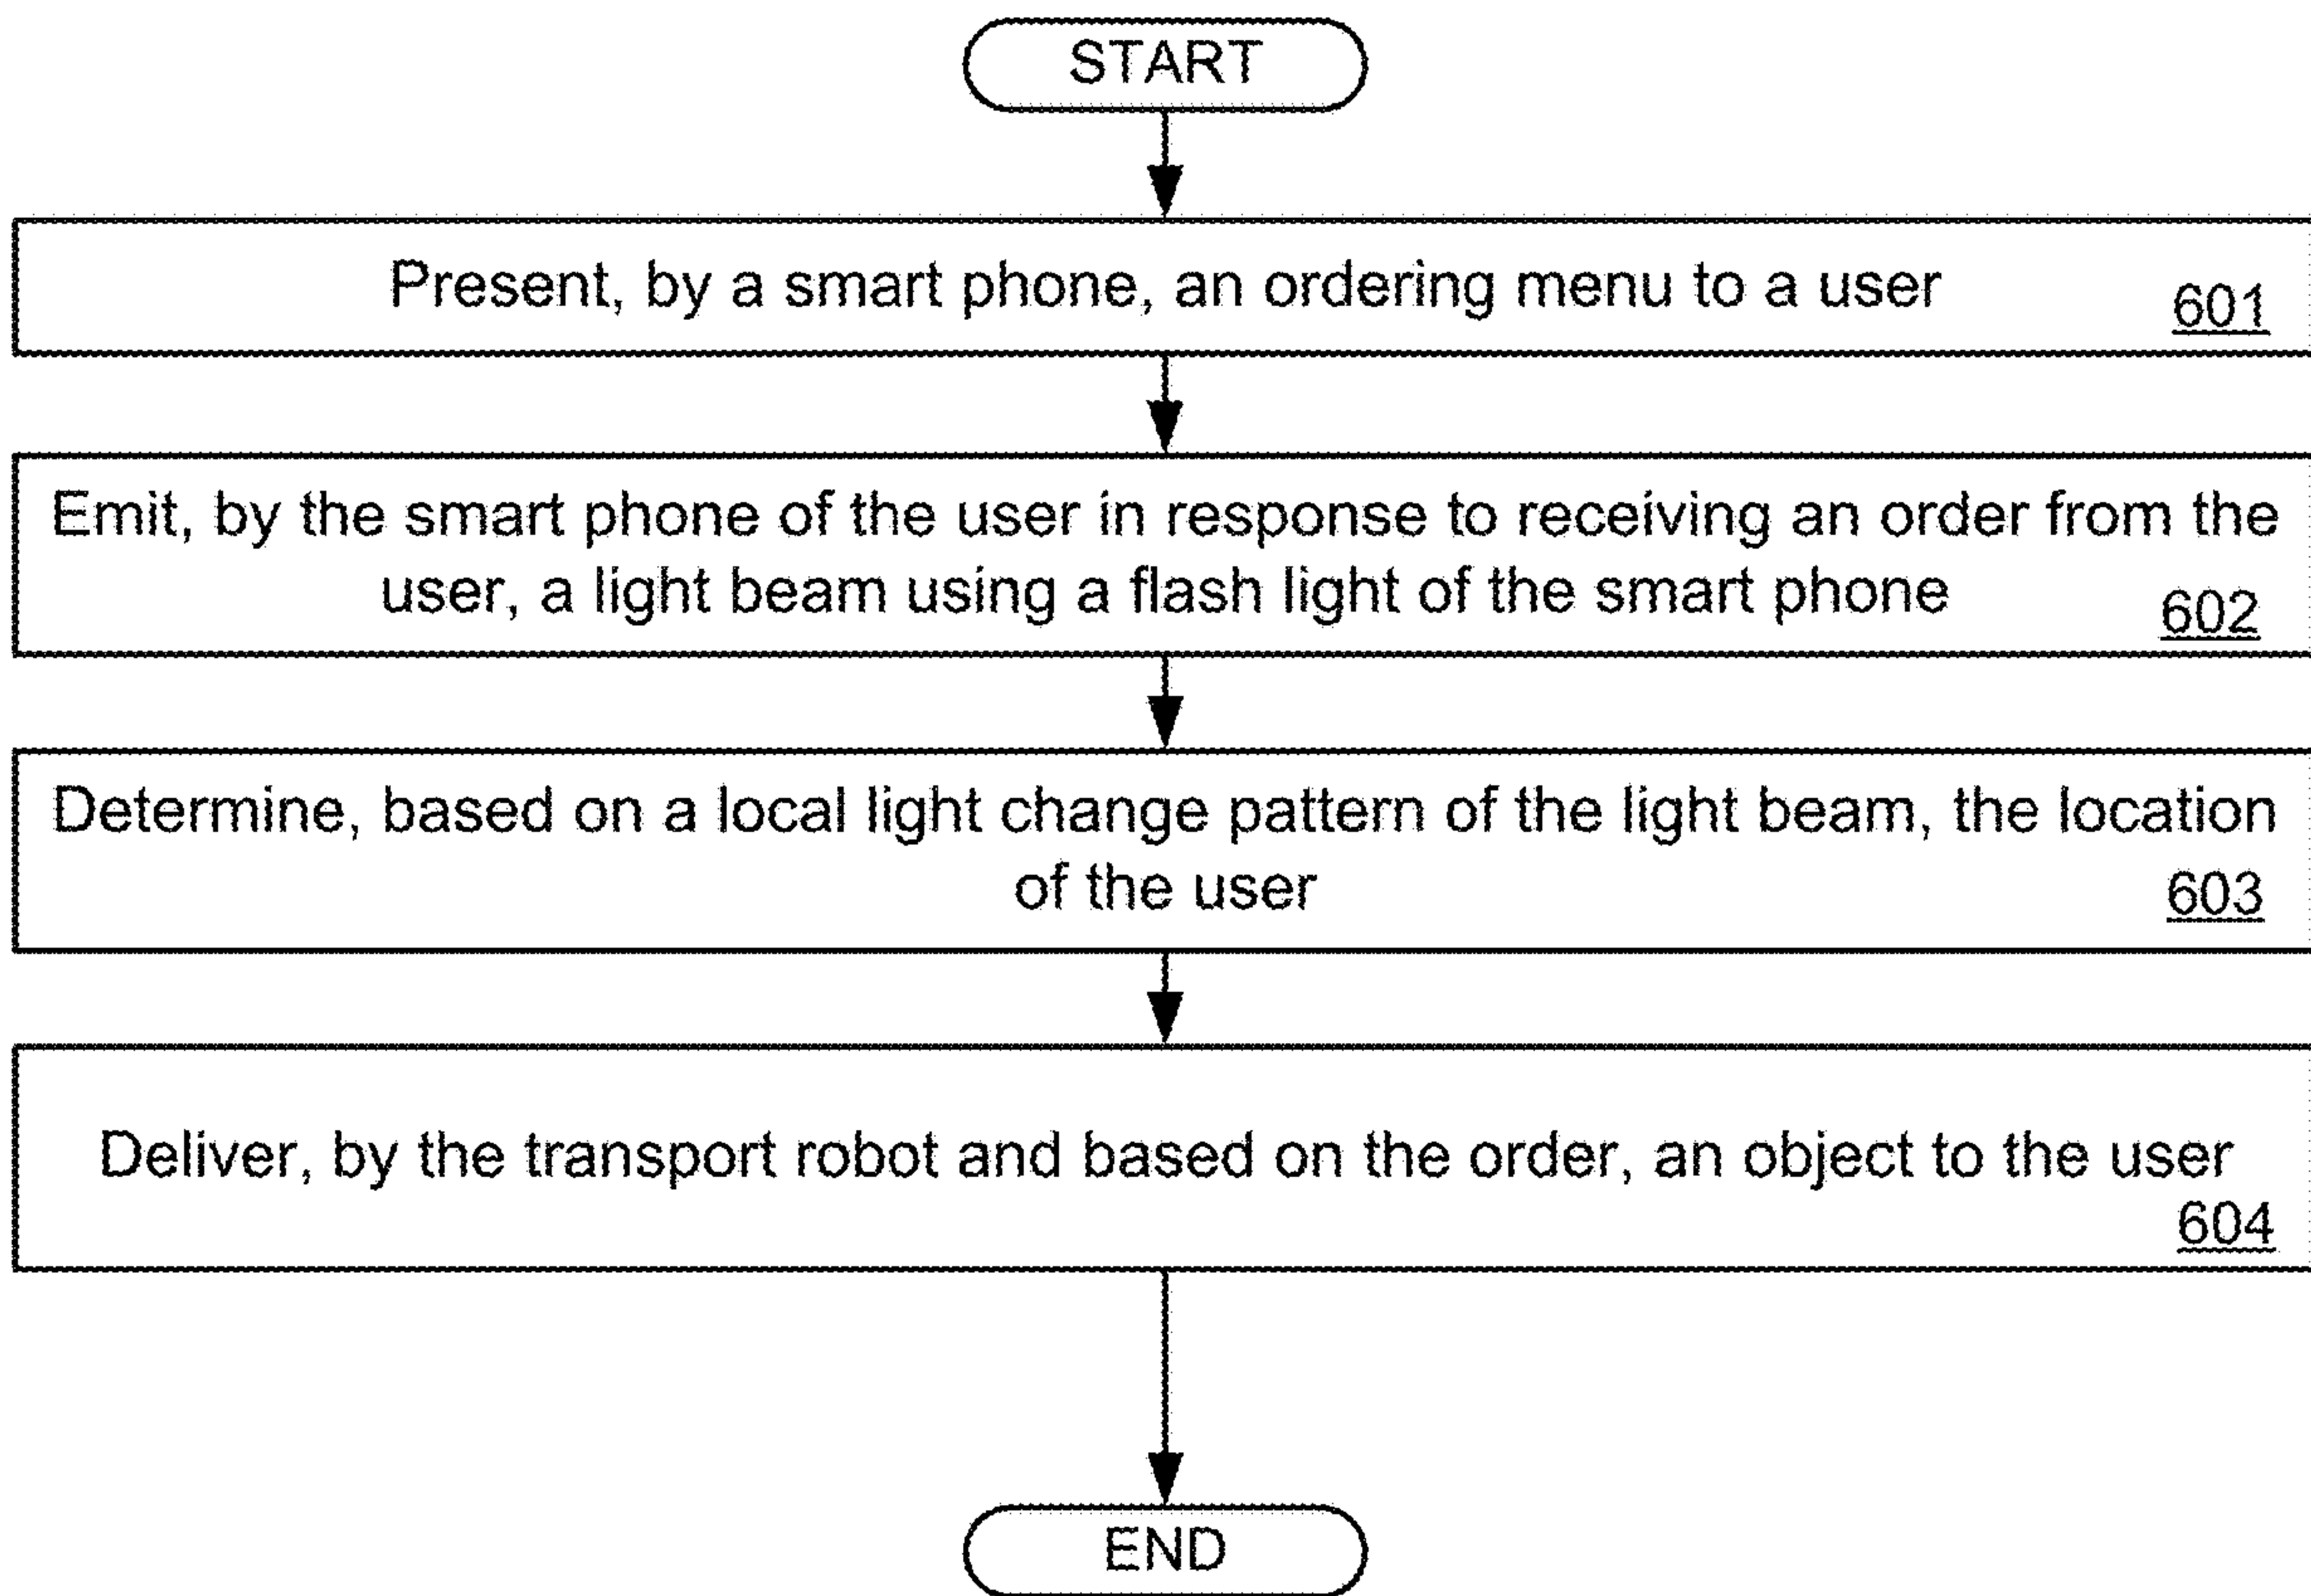 START
Present, by a smart phone, an ordering menu to a user
601
Emit, by the smart phone of the user in response to receiving an order from the
user, a light beam using a flash light of the smart phone
602
Determine, based on a local light change pattern of the light beam, the location
of the user
603
Deliver, by the transport robot and based on the order, an object to the user
604
END